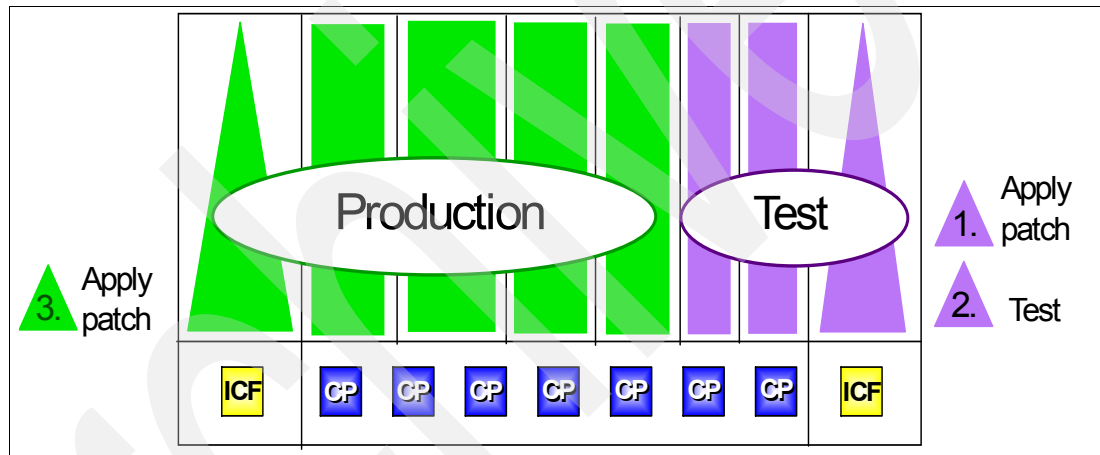 Production
Test
1. Apply
patch
2. Test
3. Apply
patch
ICF CP CP CP CP CP CP CP ICF